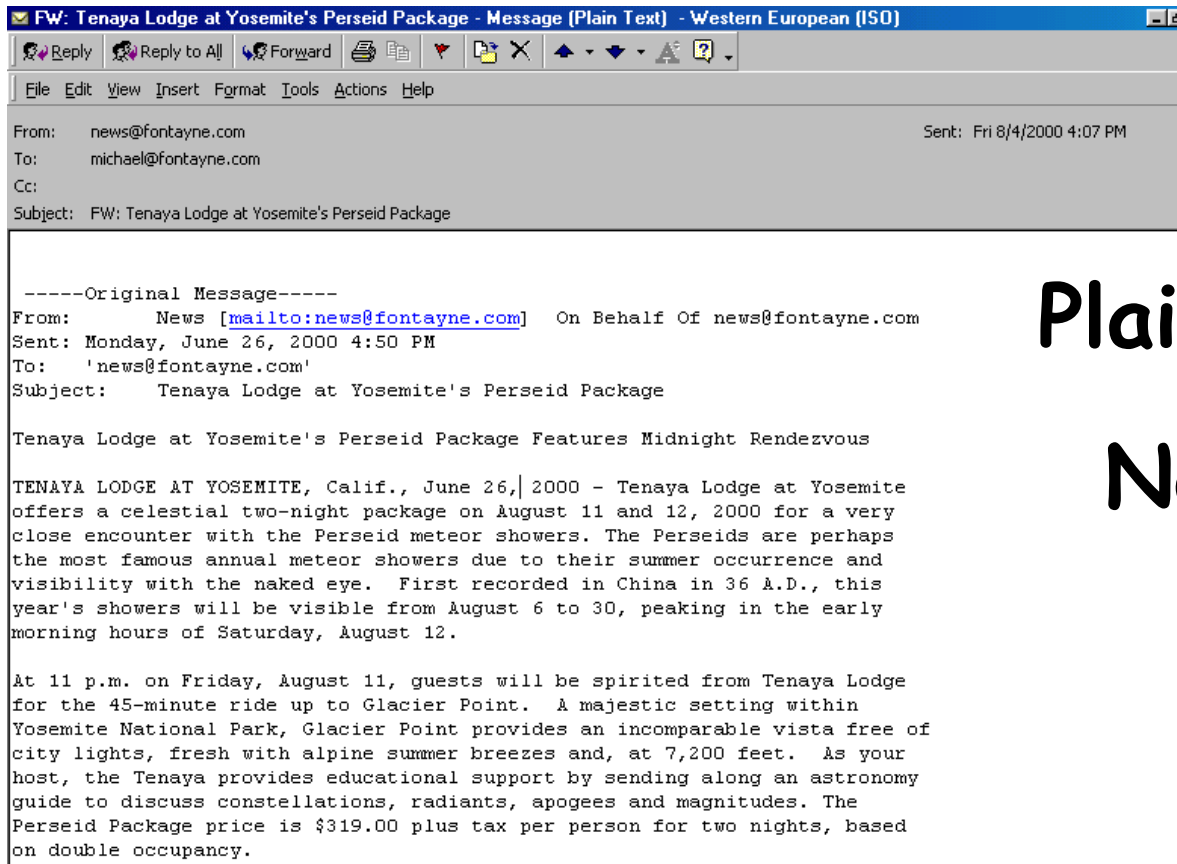 FW: Tenaya Lodge at Yosemite's Perseid Package - Message (Plain Text) - Western European (ISO)
Reply Reply to All Forward
File Edit View Insert Format Tools Actions Help
From: news@fontayne.com Sent: Fri 8/4/2000 4:07 PM
To: michael@fontayne.com
Cc:
Subject: FW: Tenaya Lodge at Yosemite's Perseid Package
-----Original Message-----
From: News [mailto:news@fontayne.com] On Behalf Of news@fontayne.com
Sent: Monday, June 26, 2000 4:50 PM
To: 'news@fontayne.com'
Subject: Tenaya Lodge at Yosemite's Perseid Package
Tenaya Lodge at Yosemite's Perseid Package Features Midnight Rendezvous
TENAYA LODGE AT YOSEMITE, Calif., June 26, 2000 - Tenaya Lodge at Yosemite
offers a celestial two-night package on August 11 and 12, 2000 for a very
close encounter with the Perseid meteor showers. The Perseids are perhaps
the most famous annual meteor showers due to their summer occurrence and
visibility with the naked eye. First recorded in China in 36 A.D., this
year's showers will be visible from August 6 to 30, peaking in the early
morning hours of Saturday, August 12.
At 11 p.m. on Friday, August 11, guests will be spirited from Tenaya Lodge
for the 45-minute ride up to Glacier Point. A majestic setting within
Yosemite National Park, Glacier Point provides an incomparable vista free of
city lights, fresh with alpine summer breezes and, at 7,200 feet. As your
host, the Tenaya provides educational support by sending along an astronomy
guide to discuss constellations, radiants, apogees and magnitudes. The
Perseid Package price is $319.00 plus tax per person for two nights, based
on double occupancy.
Plai